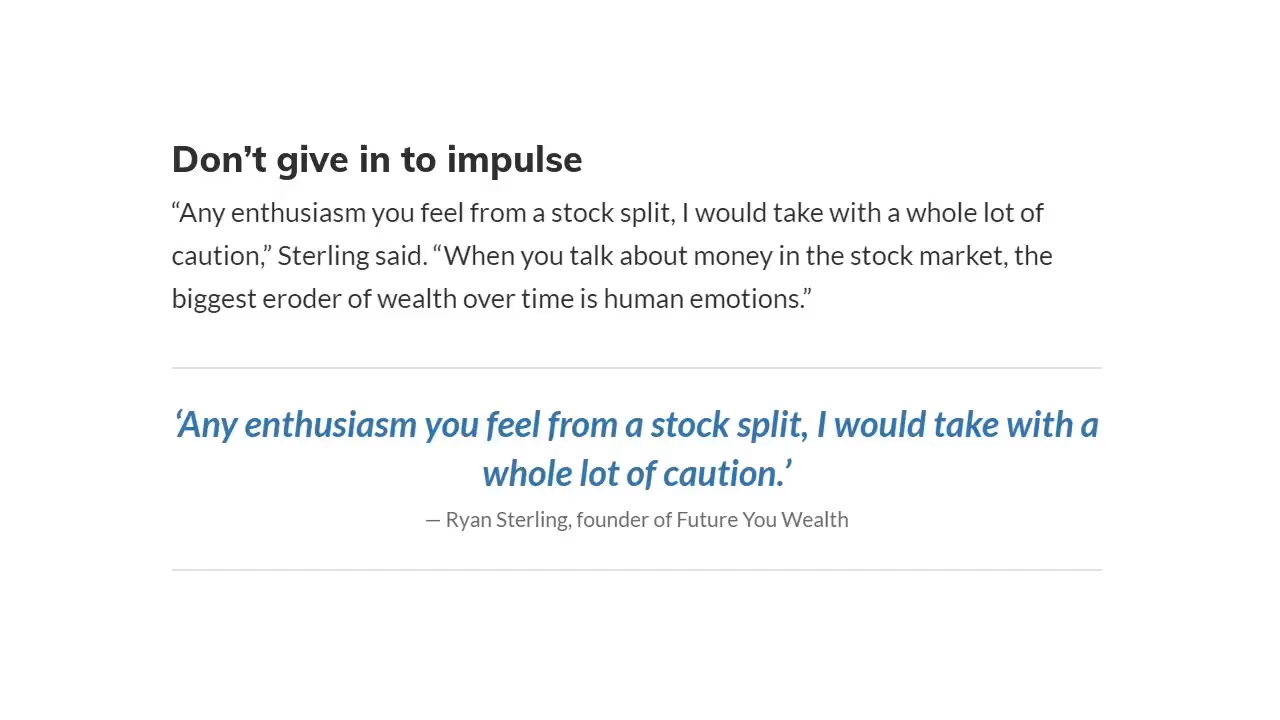 Don’t give in to impulse
“Any enthusiasm you feel from a stock split, I would take with a whole lot of
caution,” Sterling said. “When you talk about money in the stock market, the
biggest eroder of wealth over time is human emotions.”
‘Any enthusiasm you feel from a stock split, I would take with a
whole lot of caution.’
— Ryan Sterling, founder of Future You Wealth